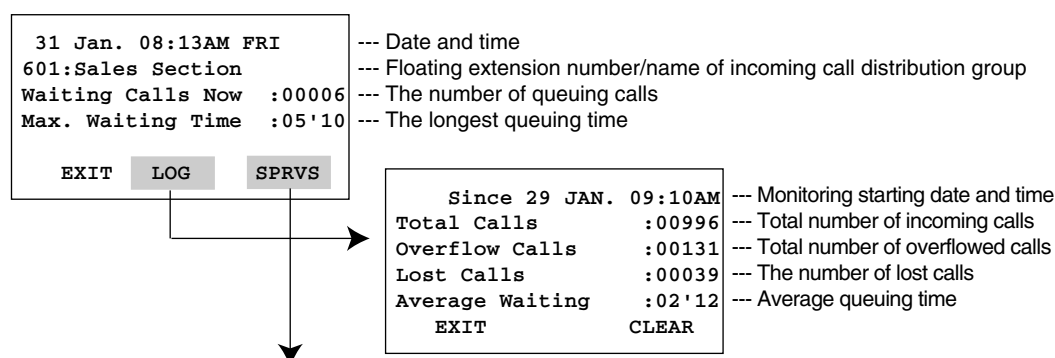 31 Jan. 08:13AM FRI --- Date and time
601:Sales Section --- Floating extension number/name of incoming call distribution group
Waiting Calls Now :00006 --- The number of queuing calls
Max. Waiting Time :05'10 --- The longest queuing time
EXIT LOG SPRVS
Since 29 JAN. 09:10AM --- Monitoring starting date and time
Total Calls :00996 --- Total number of incoming calls
Overflow Calls :00131 --- Total number of overflowed calls
Lost Calls :00039 --- The number of lost calls
Average Waiting :02'12 --- Average queuing time
EXIT CLEAR